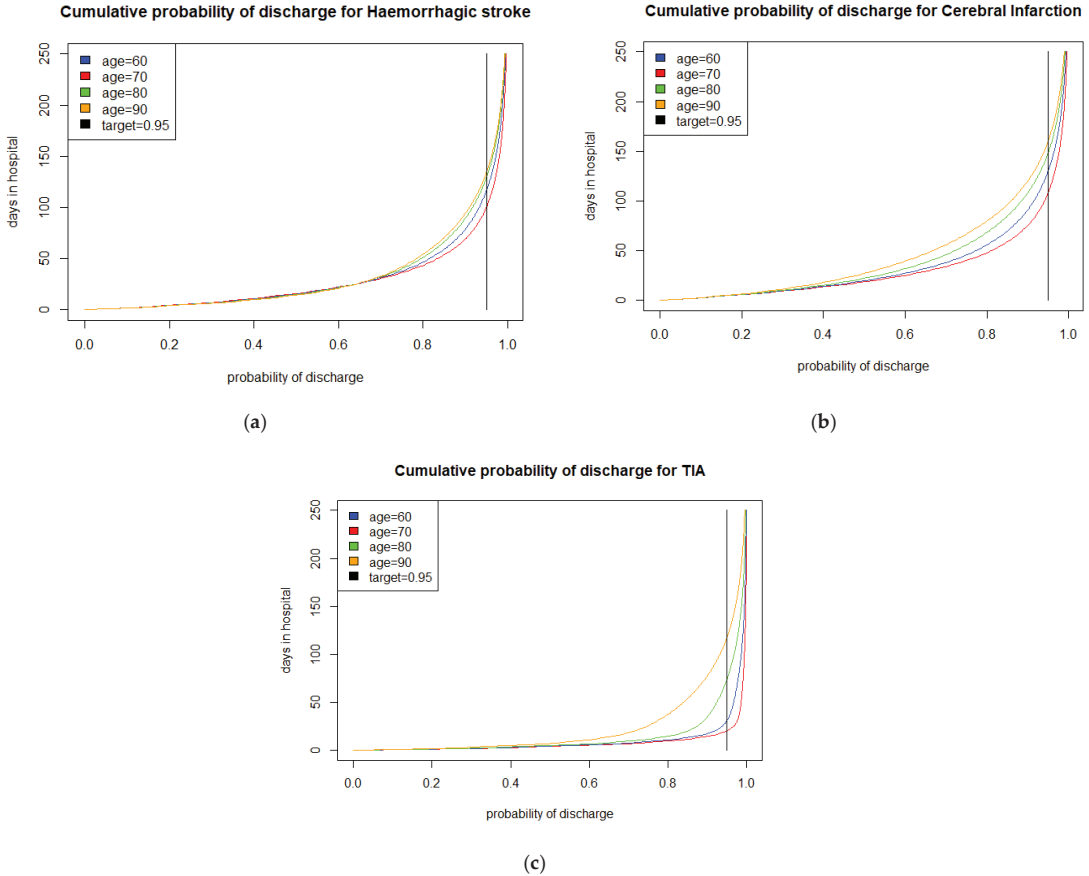 Cumulative probability of discharge for Haemorrhagic stroke
250
200
150
100
50
0
days in hospital
age=60
age=70
age=80
age=90
target=0.95
0.0 0.2 0.4 0.6 0.8 1.0
probability of discharge
(a)
Cumulative probability of discharge for Cerebral Infarction
250
200
150
100
50
0
days in hospital
age=60
age=70
age=80
age=90
target=0.95
0.0 0.2 0.4 0.6 0.8 1.0
probability of discharge
(b)
Cumulative probability of discharge for TIA
250
200
150
100
50
0
days in hospital
age=60
age=70
age=80
age=90
target=0.95
0.0 0.2 0.4 0.6 0.8 1.0
probability of discharge
(c)